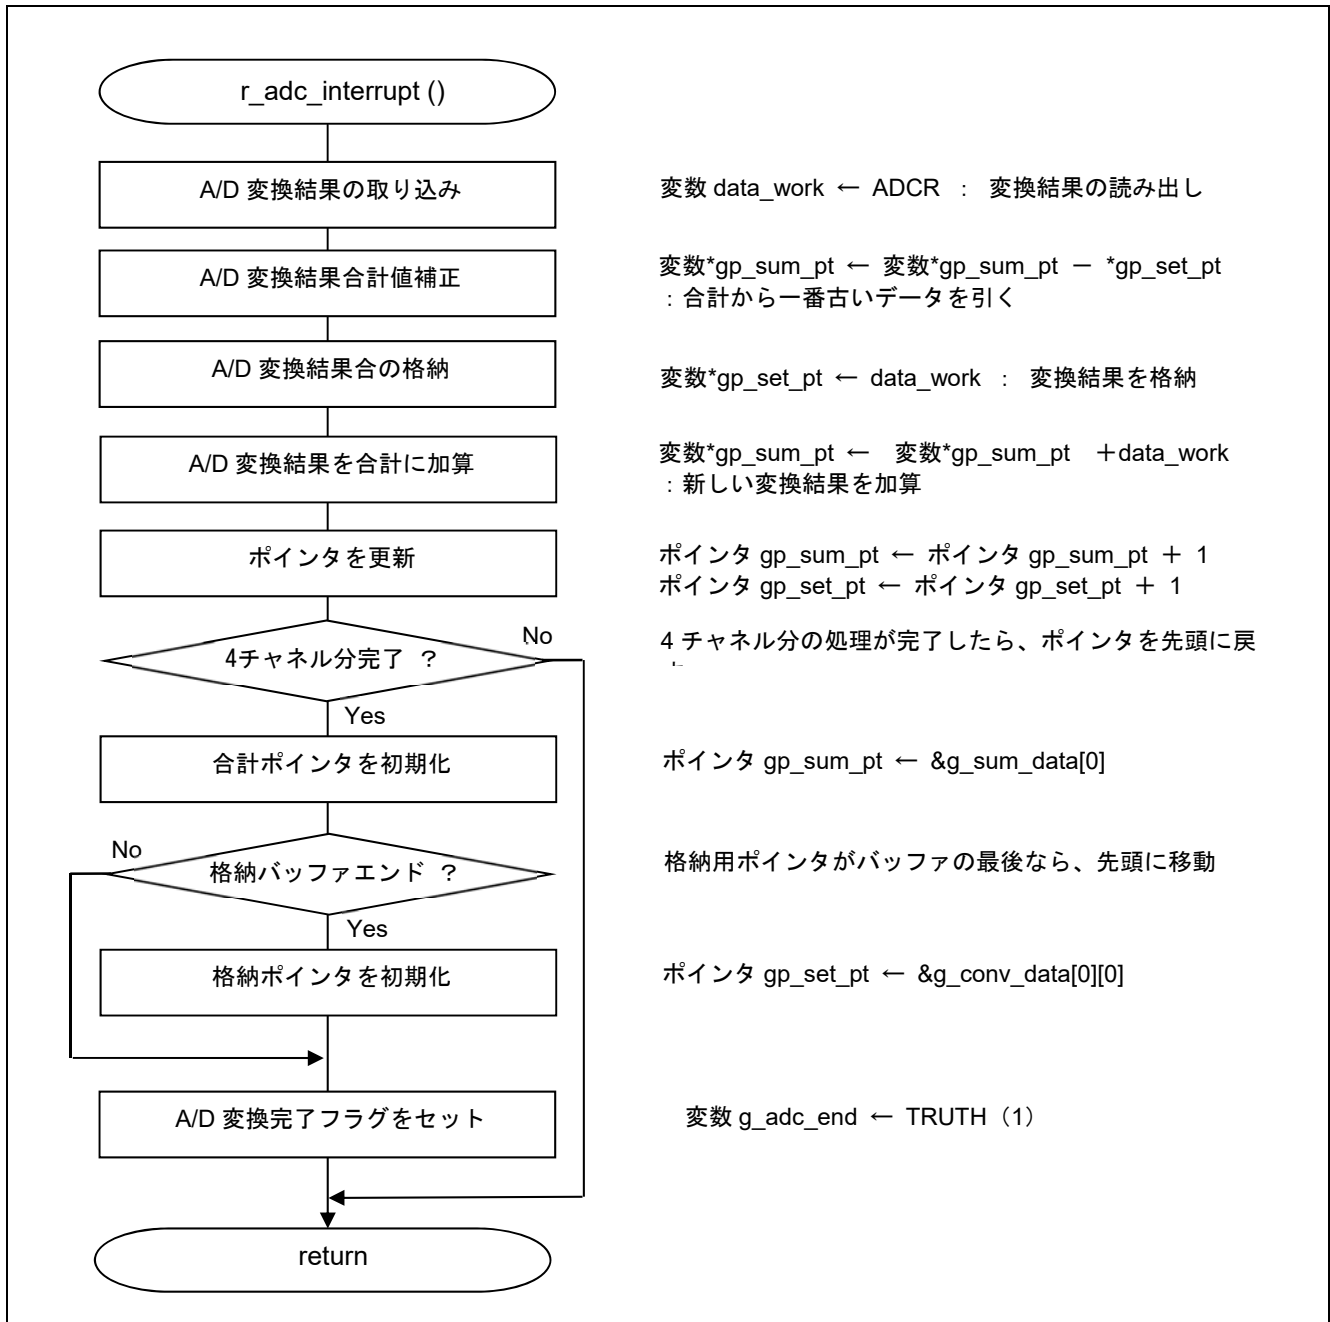 r_adc_interrupt ()
A/D 変換結果の取り込み
変数 data_work ← ADCR ： 変換結果の読み出し
A/D 変換結果合計値補正
変数*gp_sum_pt ← 変数*gp_sum_pt － *gp_set_pt
：合計から一番古いデータを引く
A/D 変換結果合の格納
変数*gp_set_pt ← data_work ： 変換結果を格納
A/D 変換結果を合計に加算
変数*gp_sum_pt ← 変数*gp_sum_pt ＋data_work
：新しい変換結果を加算
ポインタを更新
ポインタ gp_sum_pt ← ポインタ gp_sum_pt ＋ 1
ポインタ gp_set_pt ← ポインタ gp_set_pt ＋ 1
4チャネル分完了 ？
No
4 チャネル分の処理が完了したら、ポインタを先頭に戻
Yes
合計ポインタを初期化
ポインタ gp_sum_pt ← &g_sum_data[0]
No
格納バッファエンド ？
格納用ポインタがバッファの最後なら、先頭に移動
Yes
格納ポインタを初期化
ポインタ gp_set_pt ← &g_conv_data[0][0]
A/D 変換完了フラグをセット
変数 g_adc_end ← TRUTH（1）
return